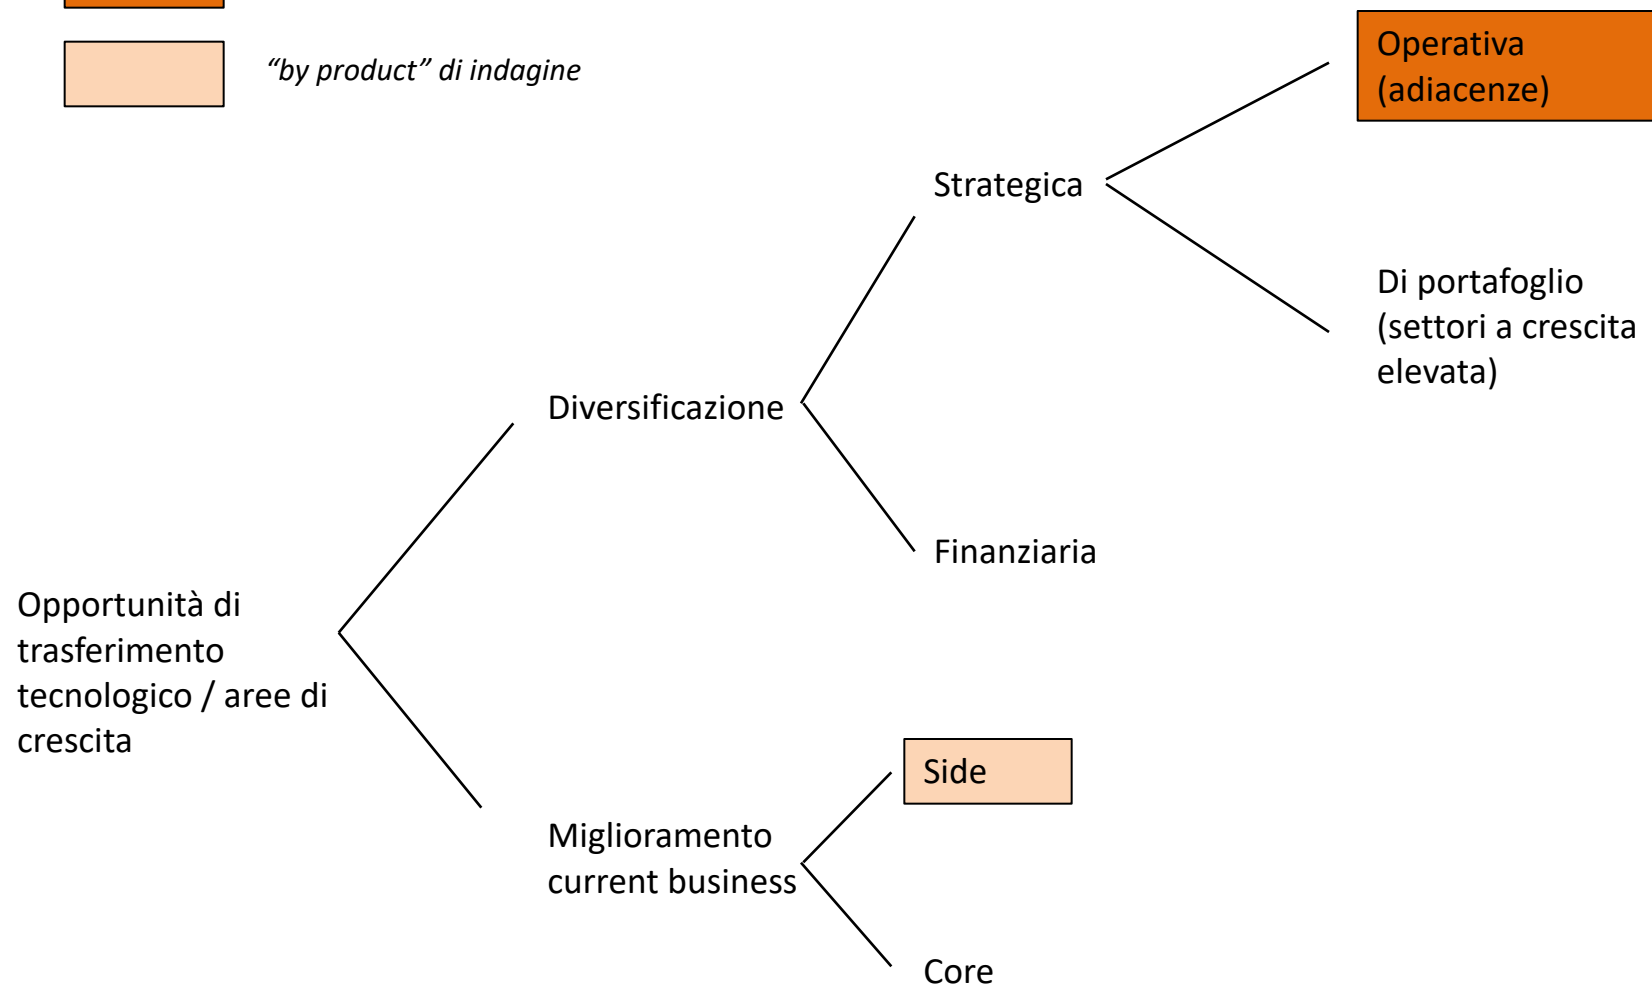 “by product” di indagine
Operativa
(adiacenze)
Strategica
Di portafoglio
(settori a crescita
elevata)
Diversificazione
Finanziaria
Opportunità di
trasferimento
tecnologico / aree di
crescita
Side
Miglioramento
current business
Core